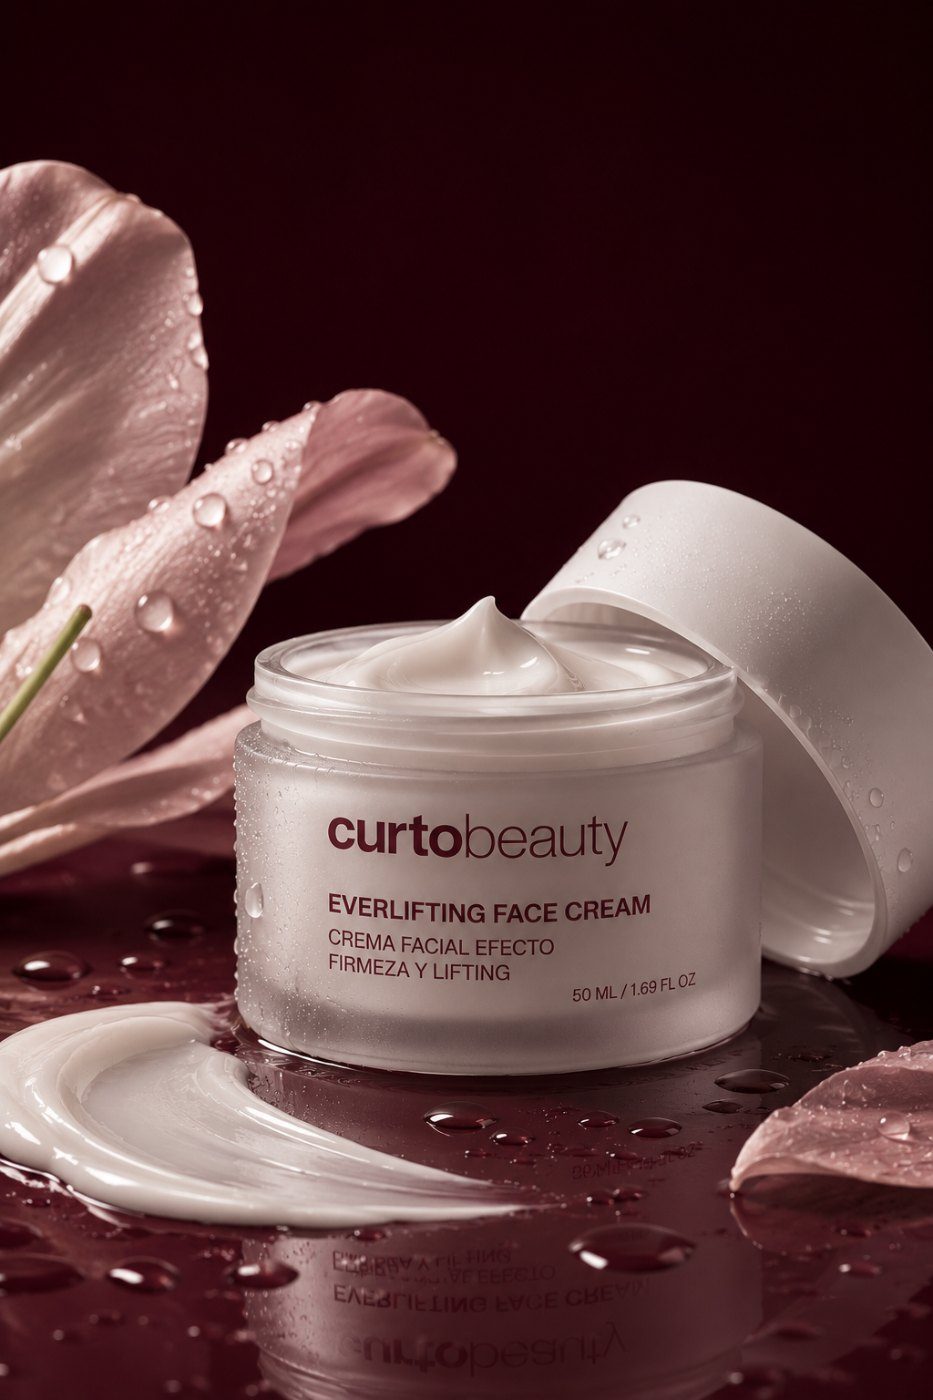 curtobeauty
EVERLIFTING FACE CREAM
CREMA FACIAL EFECTO
FIRMEZA Y LIFTING
50 ML / 1.69 FL OZ